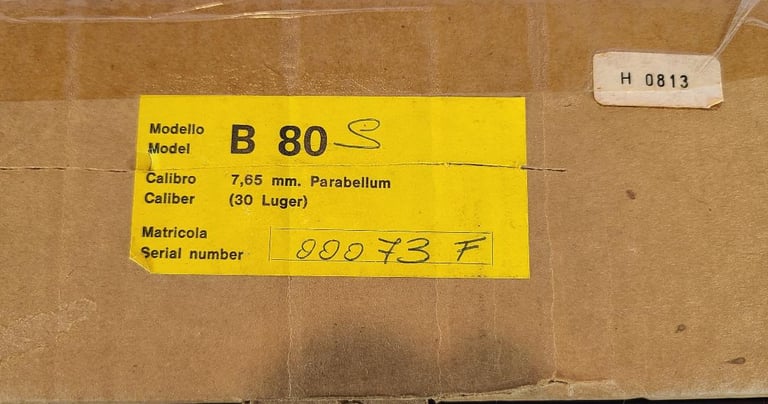 H 0813
Modello
Model B 80 S
Calibro 7,65 mm. Parabellum
Caliber (30 Luger)
Matricola
Serial number 00073 F